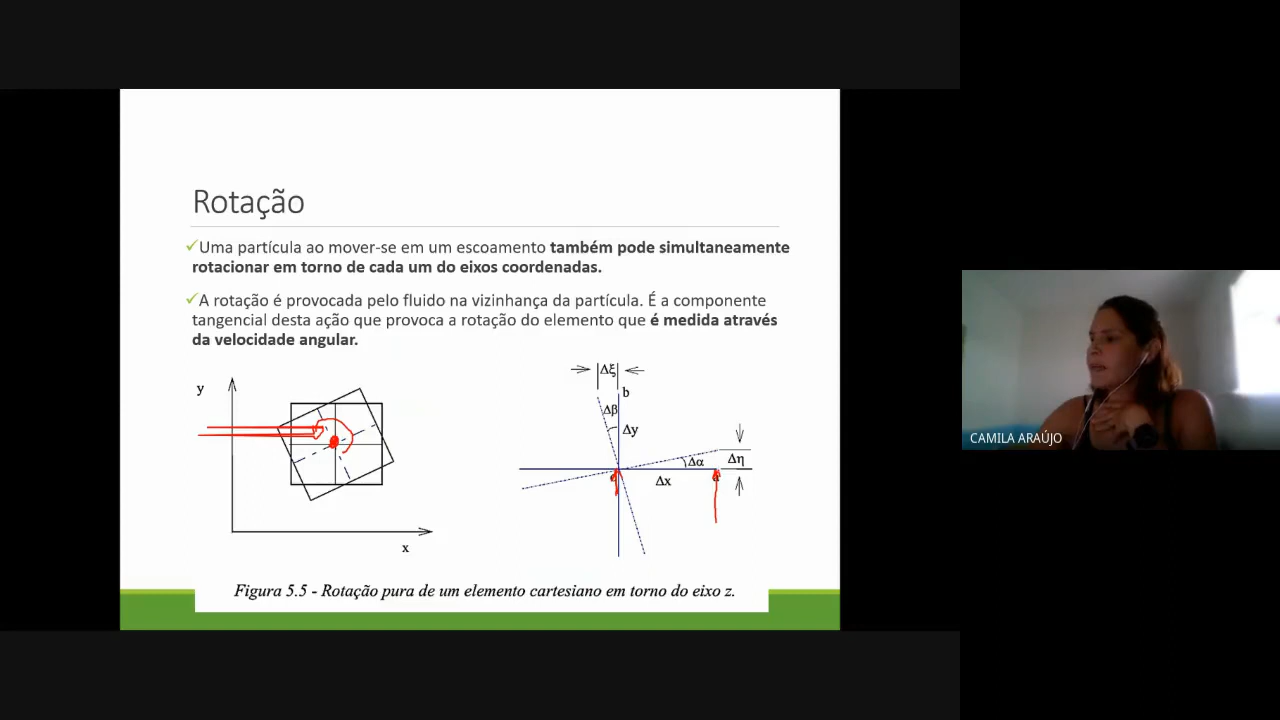 Rotação
✓Uma partícula ao mover-se em um escoamento também pode simultaneamente
rotacionar em torno de cada um do eixos coordenadas.
✓A rotação é provocada pelo fluido na vizinhança da partícula. É a componente
tangencial desta ação que provoca a rotação do elemento que é medida através
da velocidade angular.
y
x
Δξ
b
Δβ
Δy
Δα
Δη
Δx
a
Figura 5.5 - Rotação pura de um elemento cartesiano em torno do eixo z.
CAMILA ARAÚJO